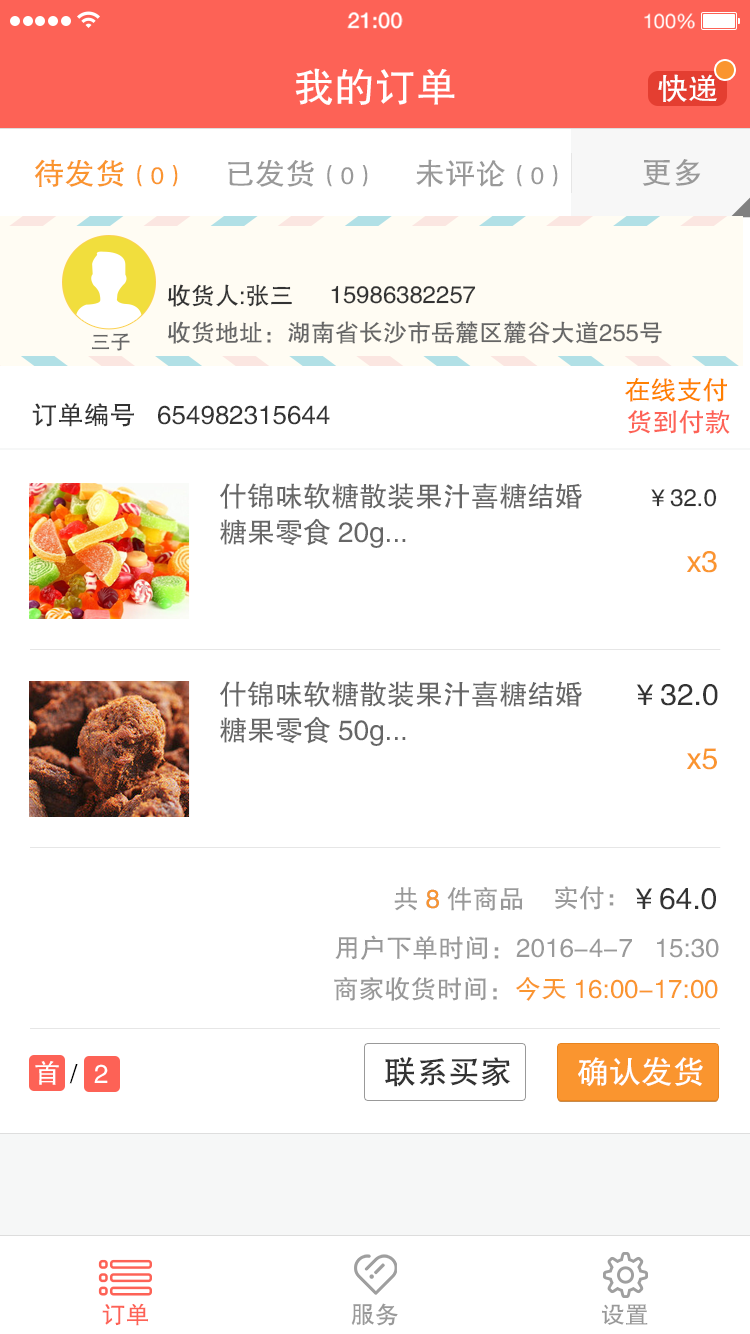 21:00
100%
我的订单
快递
待发货(0)
已发货(0)
未评论(0)
更多
收货人:张三 15986382257
三子
收货地址：湖南省长沙市岳麓区麓谷大道255号
在线支付
订单编号 654982315644
货到付款
什锦味软糖散装果汁喜糖结婚
糖果零食 20g...
￥32.0
x3
什锦味软糖散装果汁喜糖结婚
糖果零食 50g...
￥32.0
x5
共 8 件商品 实付：￥64.0
用户下单时间：2016-4-7 15:30
商家收货时间：今天 16:00-17:00
首 / 2
联系买家
确认发货
订单
服务
设置